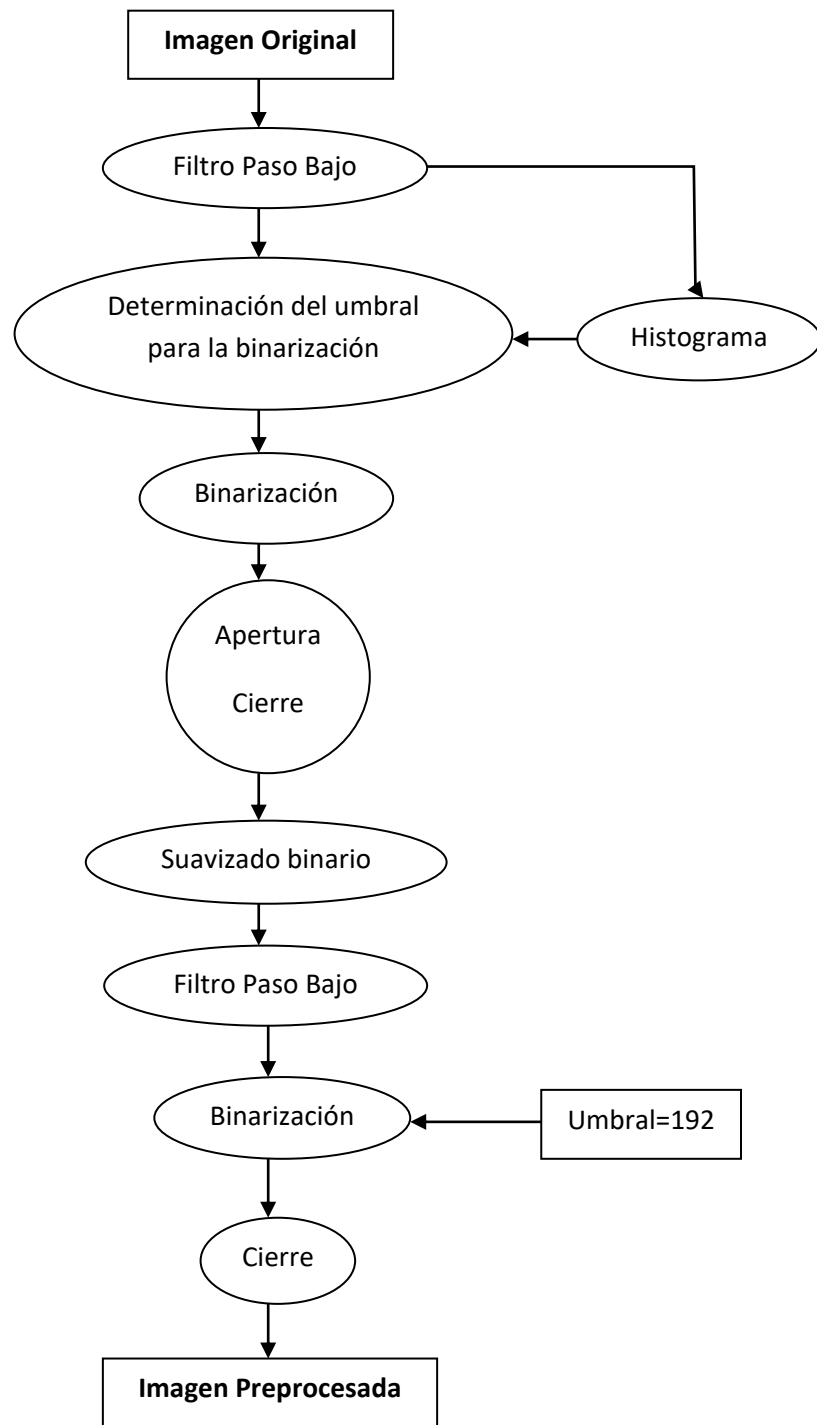 Imagen Original
Filtro Paso Bajo
Determinación del umbral
para la binarización
Histograma
Binarización
Apertura
Cierre
Suavizado binario
Filtro Paso Bajo
Binarización
Umbral=192
Cierre
Imagen Preprocesada